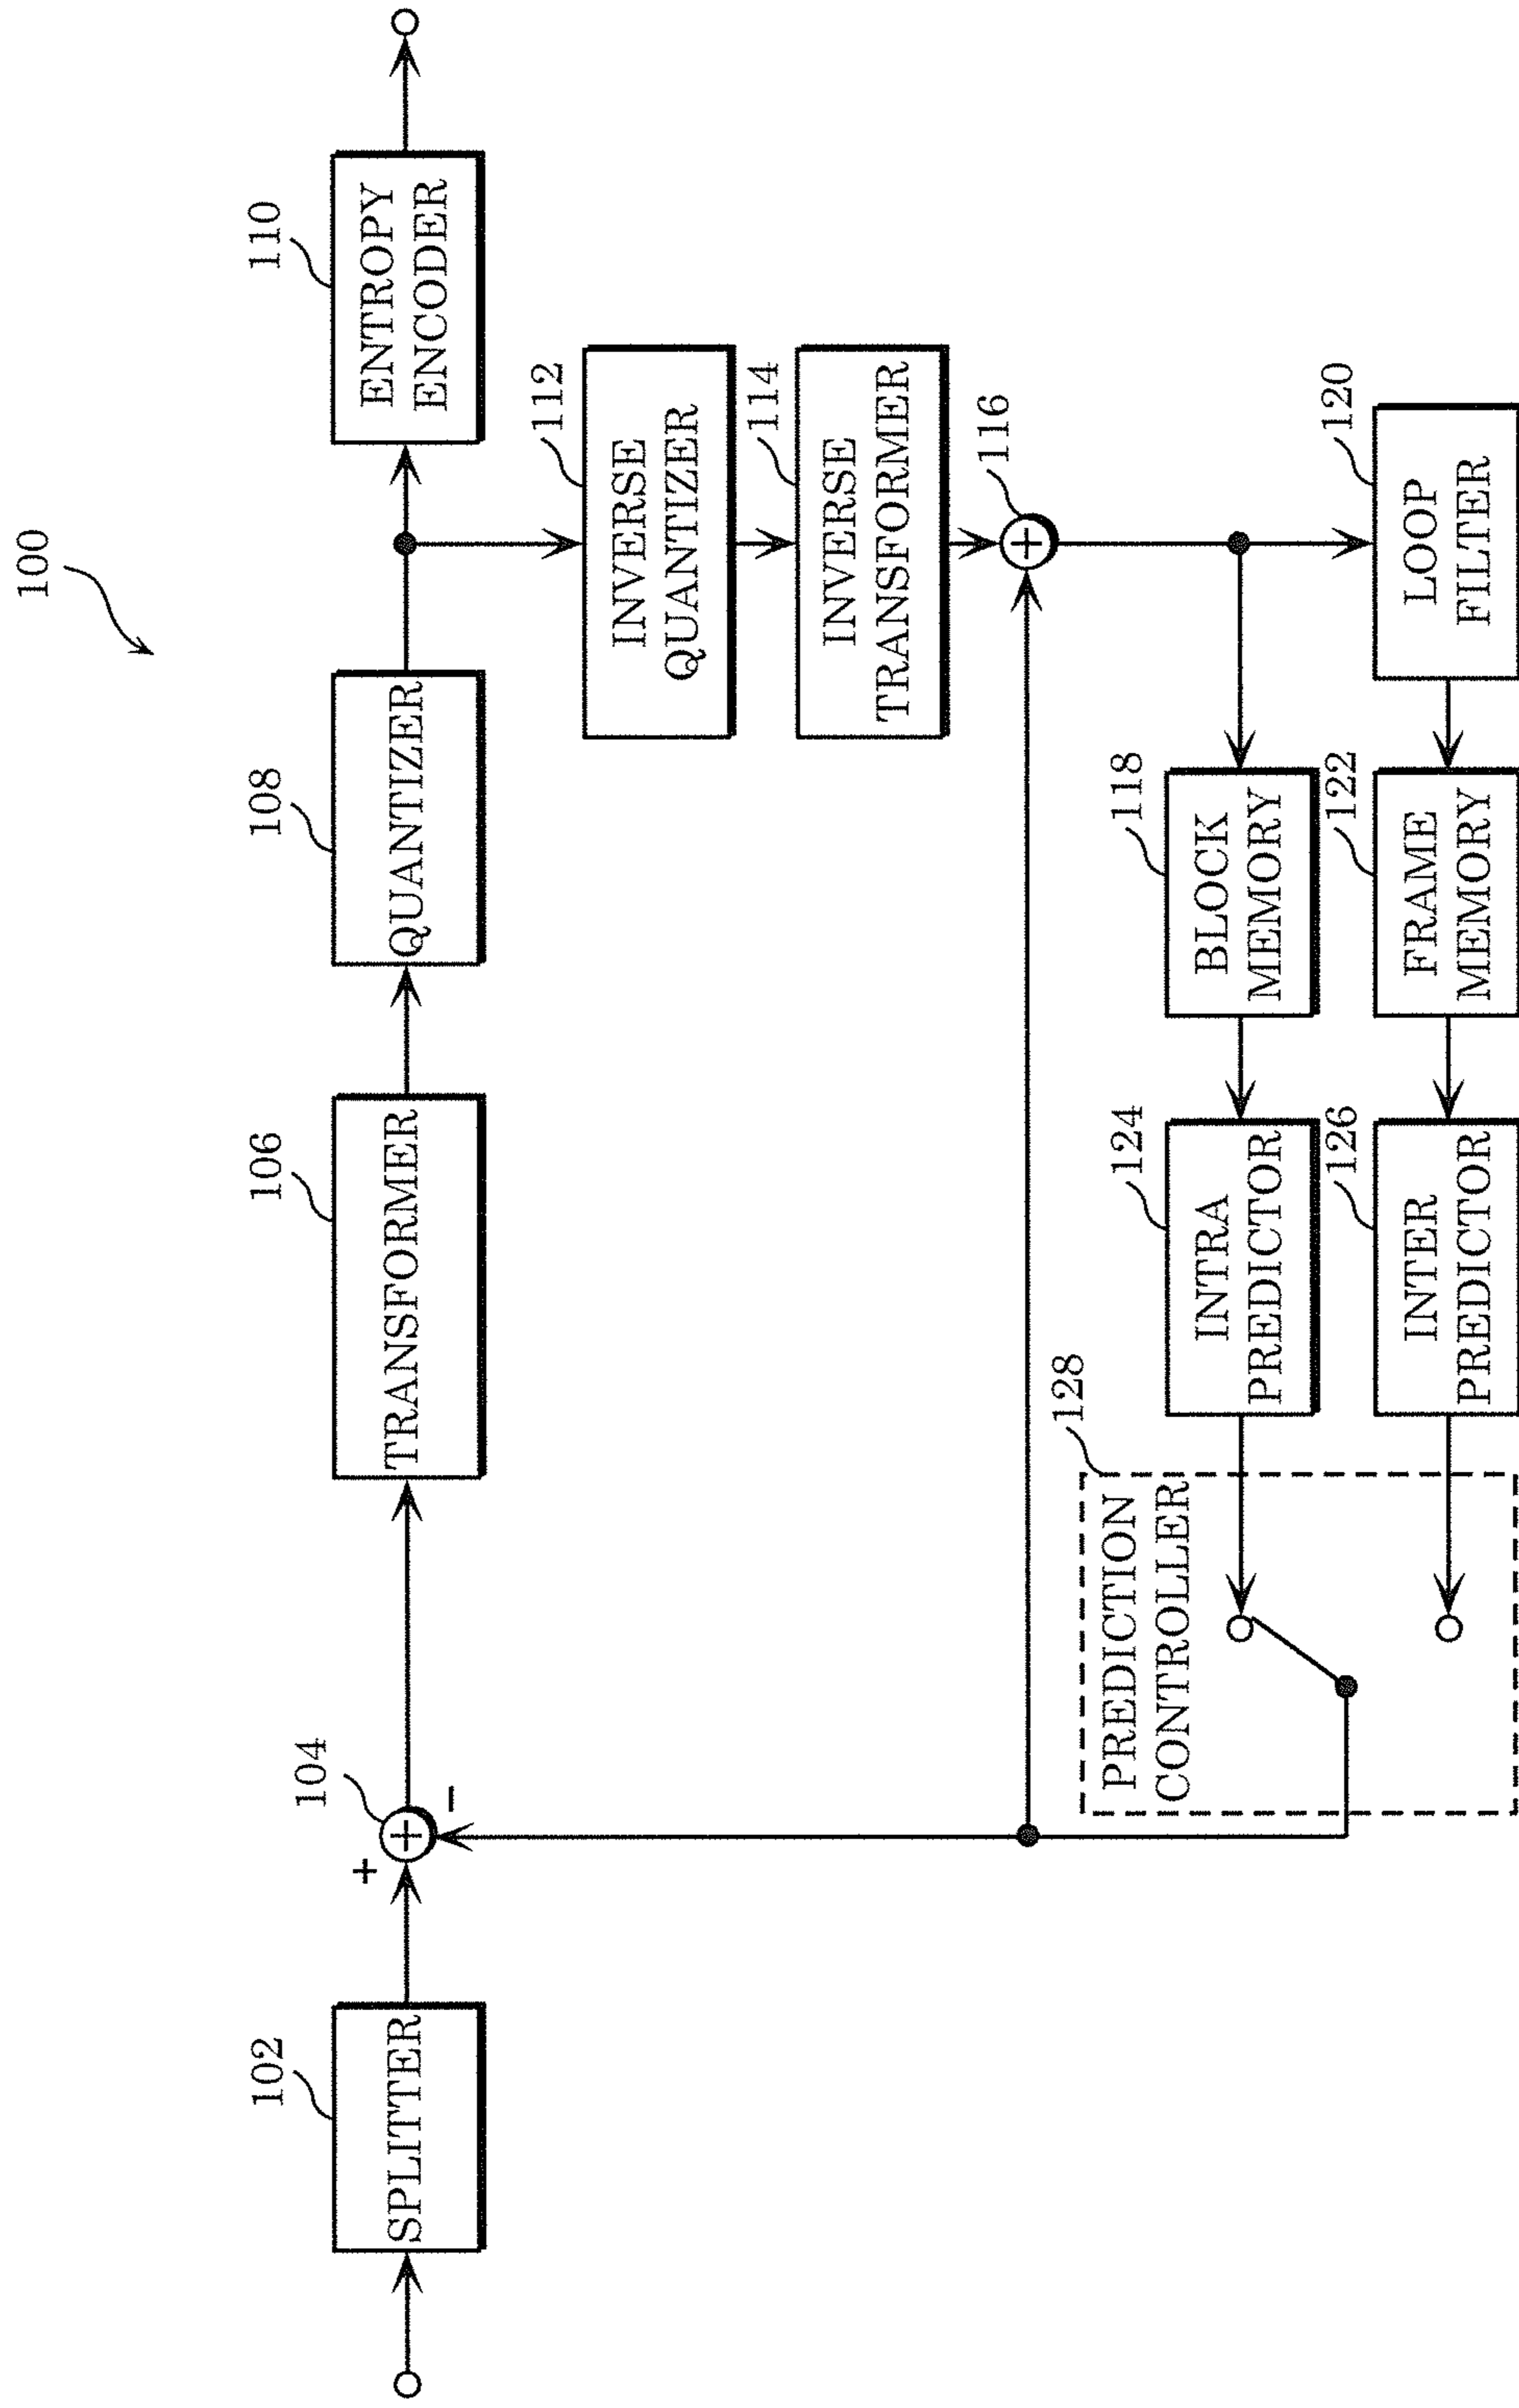 100
102
SPLITTER
104
+
−
106
TRANSFORMER
108
QUANTIZER
110
ENTROPY
ENCODER
112
INVERSE
QUANTIZER
114
INVERSE
TRANSFORMER
116
128
PREDICTION
CONTROLLER
124
INTRA
PREDICTOR
118
BLOCK
MEMORY
120
LOOP
FILTER
126
INTER
PREDICTOR
122
FRAME
MEMORY